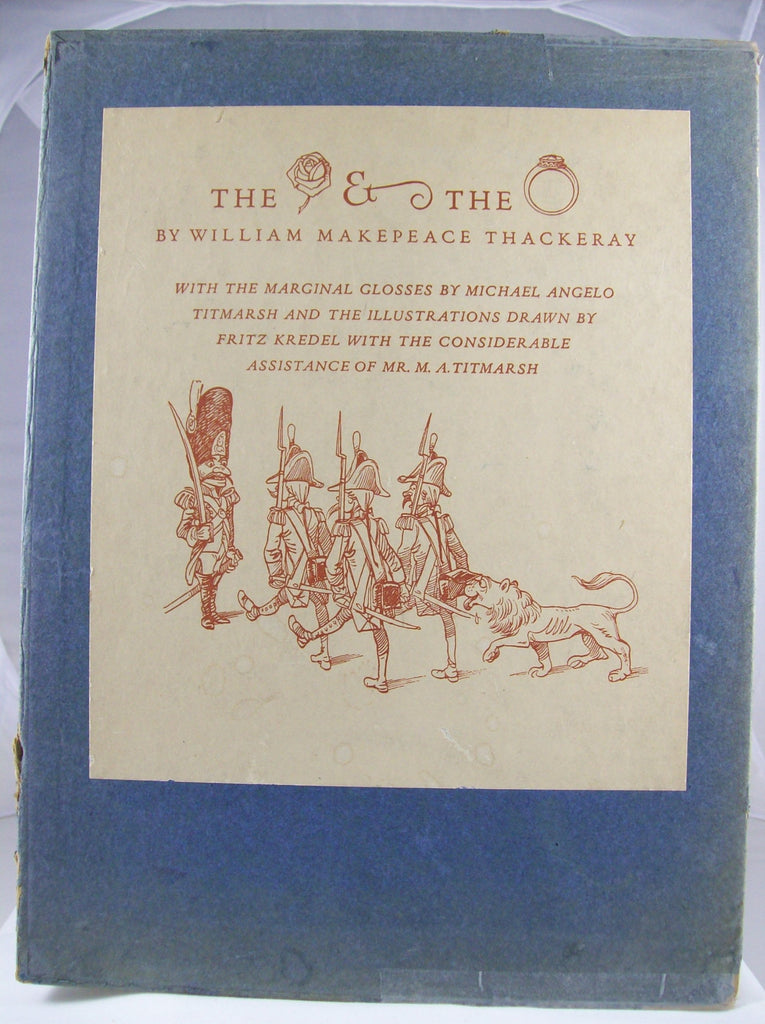 THE & THE
BY WILLIAM MAKEPEACE THACKERAY
WITH THE MARGINAL GLOSSES BY MICHAEL ANGELO
TITMARSH AND THE ILLUSTRATIONS DRAWN BY
FRITZ KREDEL WITH THE CONSIDERABLE
ASSISTANCE OF MR. M. A. TITMARSH